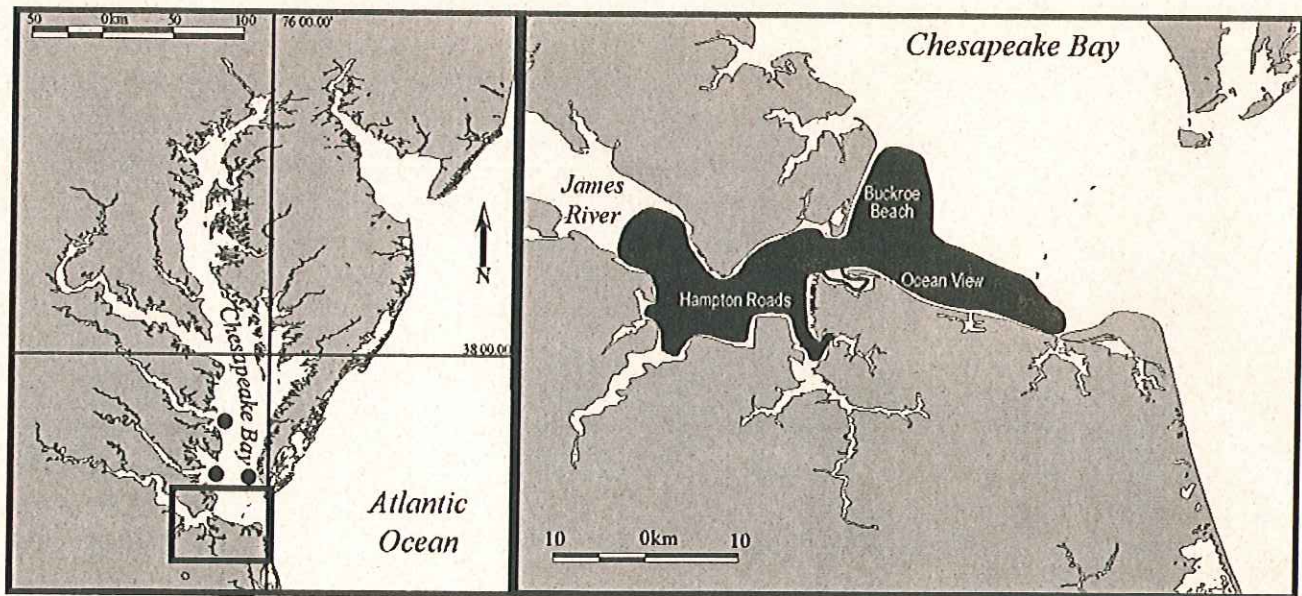 50 0km 50 100
76 00.00'
N
38 00.00
Chesapeake Bay
Atlantic
Ocean
Chesapeake Bay
James
River
Buckroe
Beach
Ocean View
Hampton Roads
10 0km 10